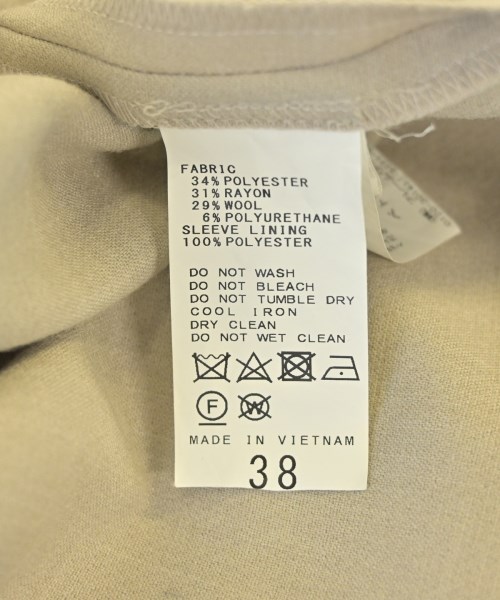 FABRIC
34%POLYESTER
31%RAYON
29%WOOL
6%POLYURETHANE
SLEEVE LINING
100%POLYESTER
DO NOT WASH
DO NOT BLEACH
DO NOT TUMBLE DRY
COOL IRON
DRY CLEAN
DO NOT WET CLEAN
F W
MADE IN VIETNAM
38